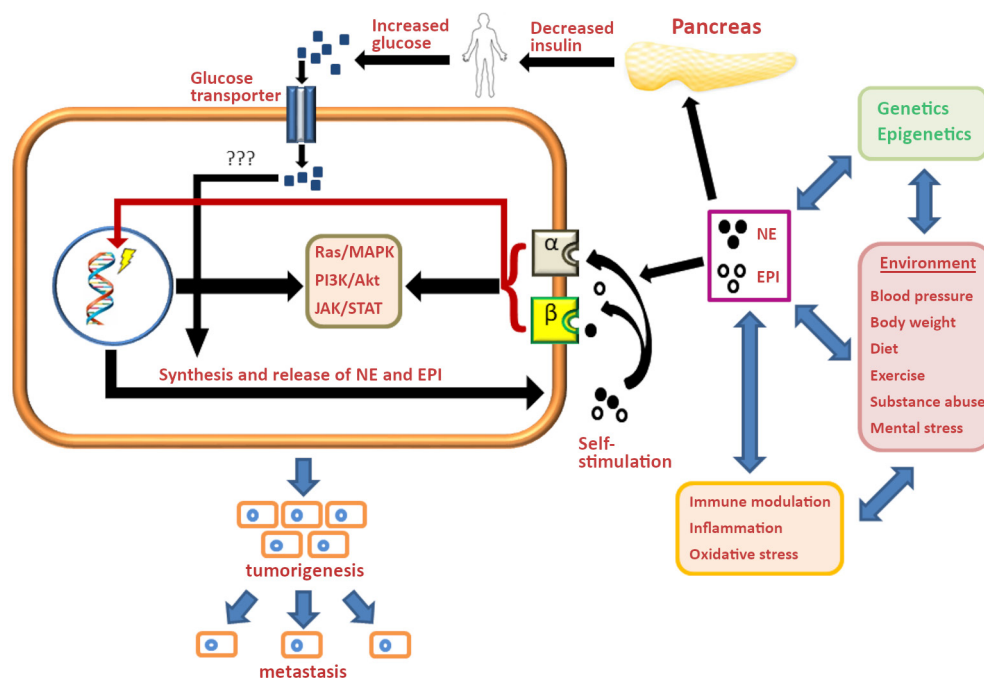 Increased
glucose
Decreased
insulin
Pancreas
Glucose
transporter
Genetics
Epigenetics
???
α
β
NE
EPI
Ras/MAPK
PI3K/Akt
JAK/STAT
Environment
Blood pressure
Body weight
Diet
Exercise
Substance abuse
Mental stress
Synthesis and release of NE and EPI
Self-
stimulation
Immune modulation
Inflammation
Oxidative stress
tumorigenesis
metastasis